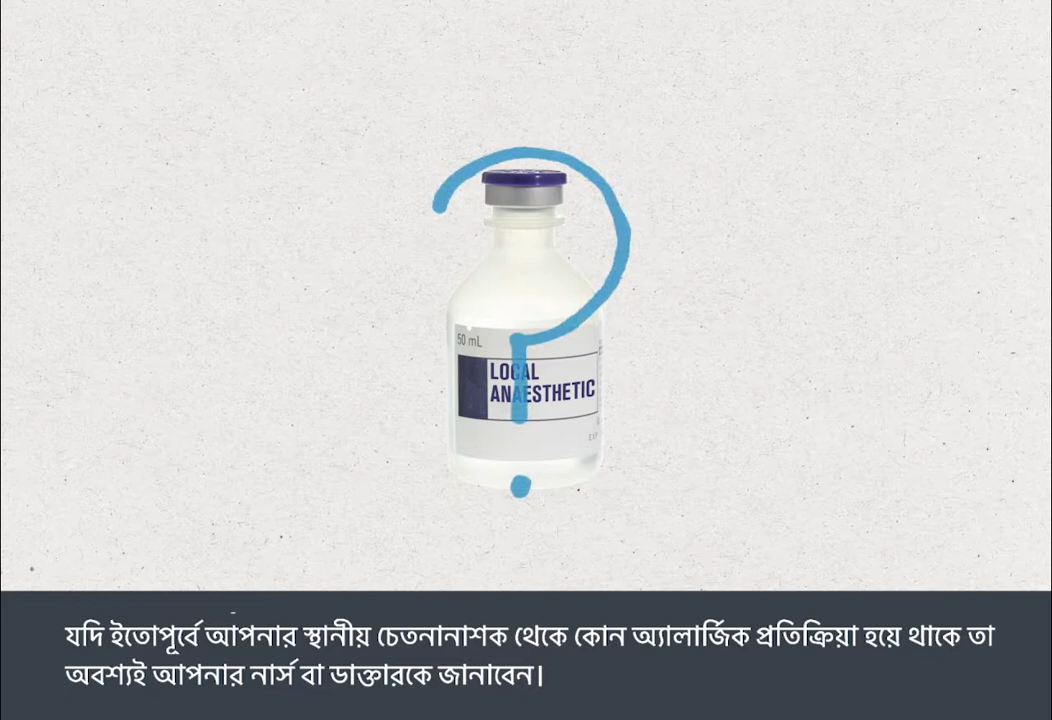 50 mL
LOCAL
ANAESTHETIC
যদি ইতোপূর্বে আপনার স্থানীয় চেতনানাশক থেকে কোন অ্যালার্জিক প্রতিক্রিয়া হয়ে থাকে তা
অবশ্যই আপনার নার্স বা ডাক্তারকে জানাবেন।